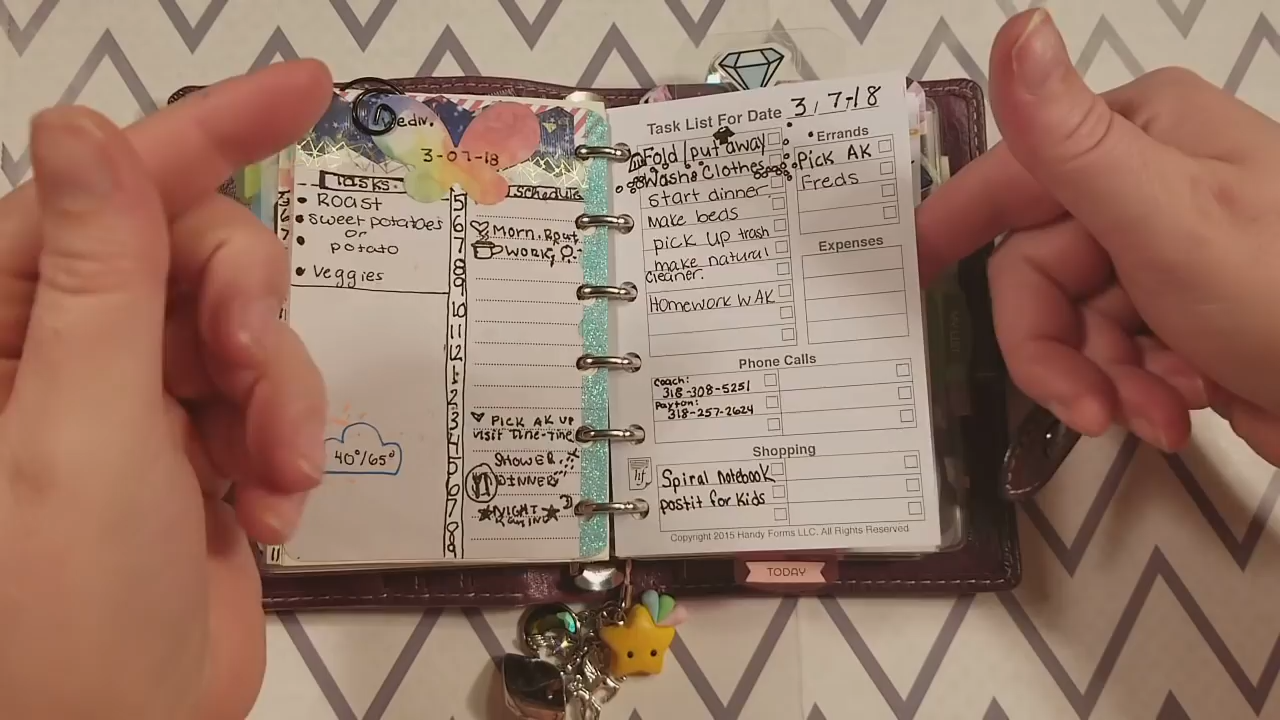 Wedn.
3-07-18
Tasks
Schedule
• ROAST
• sweet potatoes
or
• potato
• Veggies
5
6
7
8
9
10
11
12
1
2
3
4
5
6
7
8
9
Morn. Rout
WORK
PICK AK UP
visit Tine-Tine
SHOWER
DINNER
NIGHT
40°/65°
Task List For Date 3/7-18
Fold/put away
Wash Clothes
start dinner
Make beds
pick up trash
make natural
cleaner.
Homework W AK
Errands
Pick AK
Freds
Expenses
Phone Calls
Coach:
318-308-5251
Payton:
318-257-2624
Shopping
list
Spiral notebook
postit for kids
Copyright 2015 Handy Forms LLC. All Rights Reserved
TODAY